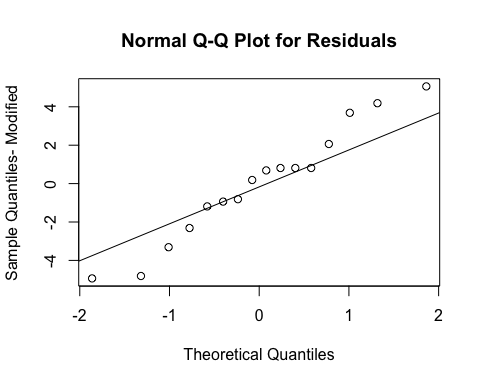 Normal Q-Q Plot for Residuals
Sample Quantiles- Modified
4
2
0
-2
-4
-2 -1 0 1 2
Theoretical Quantiles